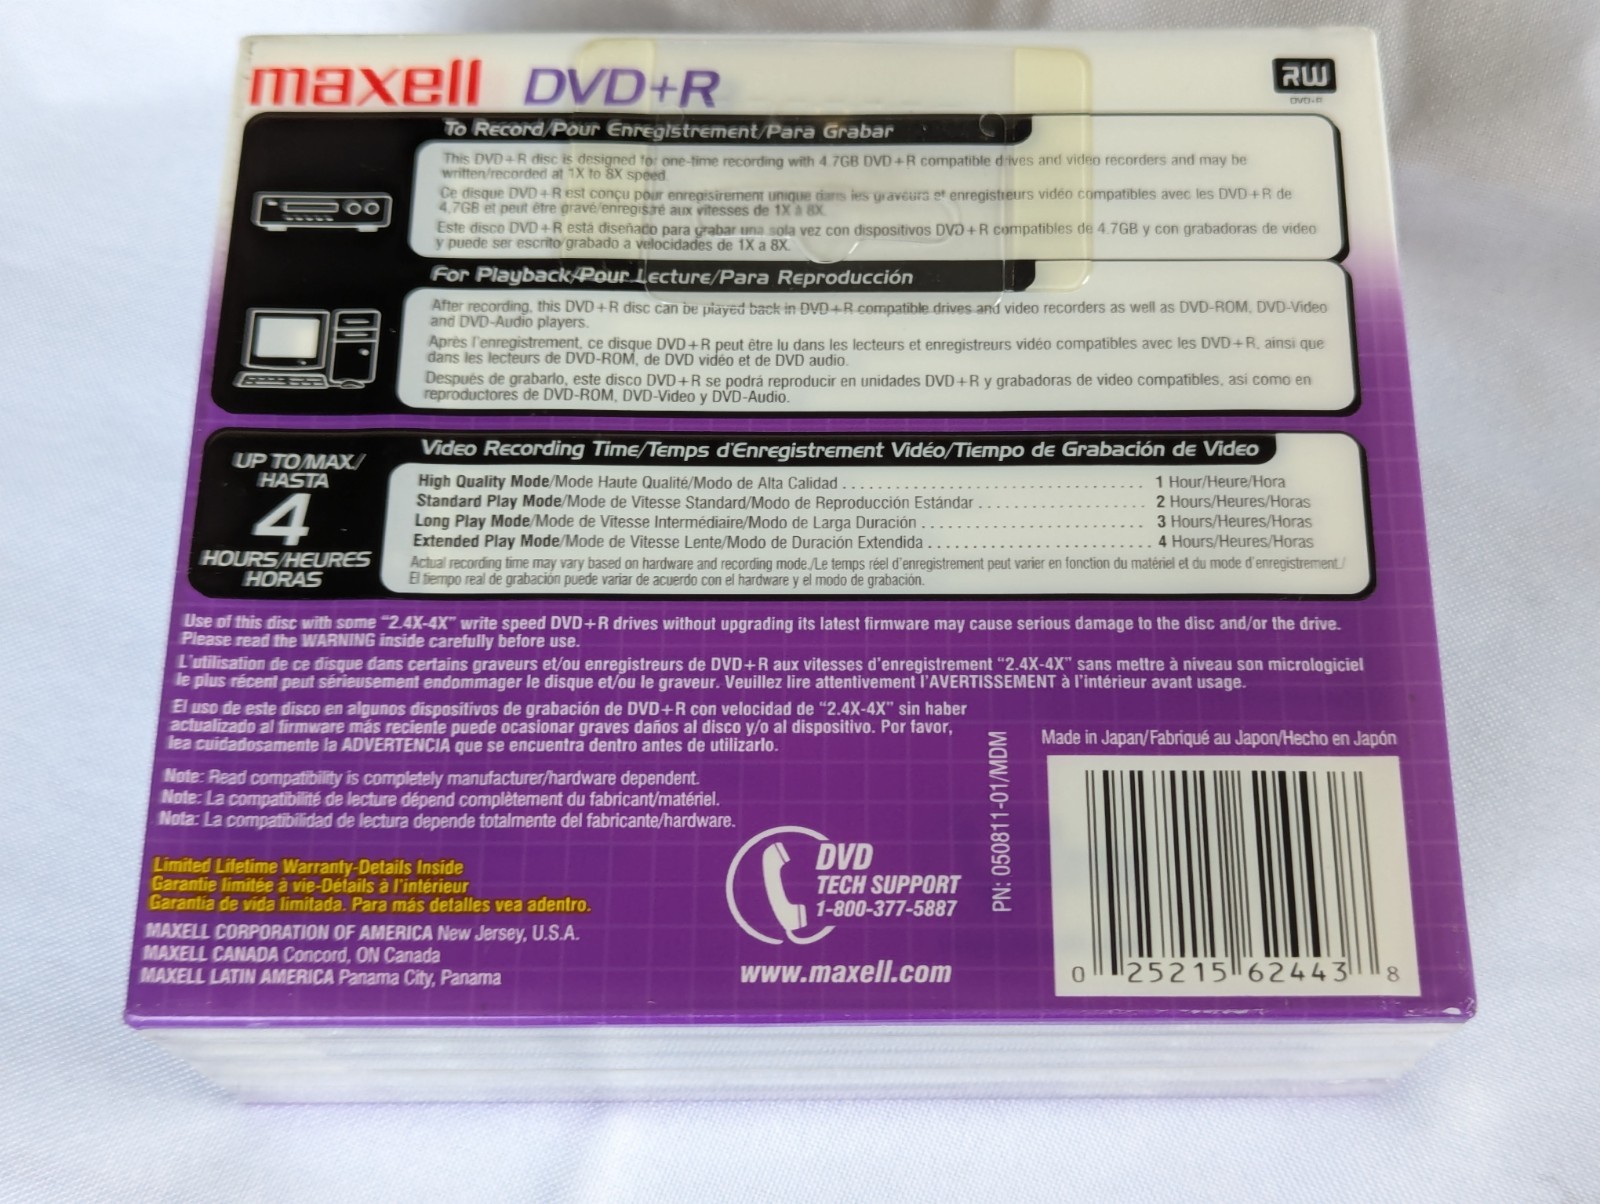 maxell DVD+R
RW
DVD+R
To Record/Pour Enregistrement/Para Grabar
This DVD+R disc is designed for one-time recording with 4.7GB DVD+R compatible drives and video recorders and may be
written/recorded at 1X to 8X speed.
Ce disque DVD+R est conçu pour enregistrement unique dans les graveurs et enregistreurs vidéo compatibles avec les DVD+R de
4,7GB et peut être gravé/enregistré aux vitesses de 1X à 8X.
Este disco DVD+R está diseñado para grabar una sola vez con dispositivos DVD+R compatibles de 4.7GB y con grabadoras de video
y puede ser escrito/grabado a velocidades de 1X a 8X.
For Playback/Pour Lecture/Para Reproducción
After recording, this DVD+R disc can be played back in DVD+R compatible drives and video recorders as well as DVD-ROM, DVD-Video
and DVD-Audio players.
Après l'enregistrement, ce disque DVD+R peut être lu dans les lecteurs et enregistreurs vidéo compatibles avec les DVD+R, ainsi que
dans les lecteurs de DVD-ROM, de DVD vidéo et de DVD audio.
Después de grabarlo, este disco DVD+R se podrá reproducir en unidades DVD+R y grabadoras de video compatibles, asi como en
reproductores de DVD-ROM, DVD-Video y DVD-Audio.
UP TO/MAX/
HASTA
4
HOURS/HEURES
HORAS
Video Recording Time/Temps d'Enregistrement Vidéo/Tiempo de Grabación de Video
High Quality Mode/Mode Haute Qualité/Modo de Alta Calidad . . . . . . . . . . . . . . . . . . . . . . . . . . . . . . . . 1 Hour/Heure/Hora
Standard Play Mode/Mode de Vitesse Standard/Modo de Reproducción Estándar . . . . . . . . . . . . . . . . . . 2 Hours/Heures/Horas
Long Play Mode/Mode de Vitesse Intermédiaire/Modo de Larga Duración . . . . . . . . . . . . . . . . . . . . . . . . 3 Hours/Heures/Horas
Extended Play Mode/Mode de Vitesse Lente/Modo de Duración Extendida . . . . . . . . . . . . . . . . . . . . . . . . 4 Hours/Heures/Horas
Actual recording time may vary based on hardware and recording mode./Le temps réel d'enregistrement peut varier en fonction du matériel et du mode d'enregistrement./
El tiempo real de grabación puede variar de acuerdo con el hardware y el modo de grabación.
Use of this disc with some "2.4X-4X" write speed DVD+R drives without upgrading its latest firmware may cause serious damage to the disc and/or the drive.
Please read the WARNING inside carefully before use.
L'utilisation de ce disque dans certains graveurs et/ou enregistreurs de DVD+R aux vitesses d'enregistrement "2.4X-4X" sans mettre à niveau son micrologiciel
le plus récent peut sérieusement endommager le disque et/ou le graveur. Veuillez lire attentivement l'AVERTISSEMENT à l'intérieur avant usage.
El uso de este disco en algunos dispositivos de grabación de DVD+R con velocidad de "2.4X-4X" sin haber
actualizado al firmware más reciente puede ocasionar graves daños al disco y/o al dispositivo. Por favor,
lea cuidadosamente la ADVERTENCIA que se encuentra dentro antes de utilizarlo.
Note: Read compatibility is completely manufacturer/hardware dependent.
Note: La compatibilité de lecture dépend complètement du fabricant/matériel.
Nota: La compatibilidad de lectura depende totalmente del fabricante/hardware.
Limited Lifetime Warranty-Details Inside
Garantie limitée à vie-Détails à l'intérieur
Garantía de vida limitada. Para más detalles vea adentro.
MAXELL CORPORATION OF AMERICA New Jersey, U.S.A.
MAXELL CANADA Concord, ON Canada
MAXELL LATIN AMERICA Panama City, Panama
DVD
TECH SUPPORT
1-800-377-5887
www.maxell.com
PN: 050811-01/MDM
Made in Japan/Fabriqué au Japon/Hecho en Japón
0 25215 62443 8